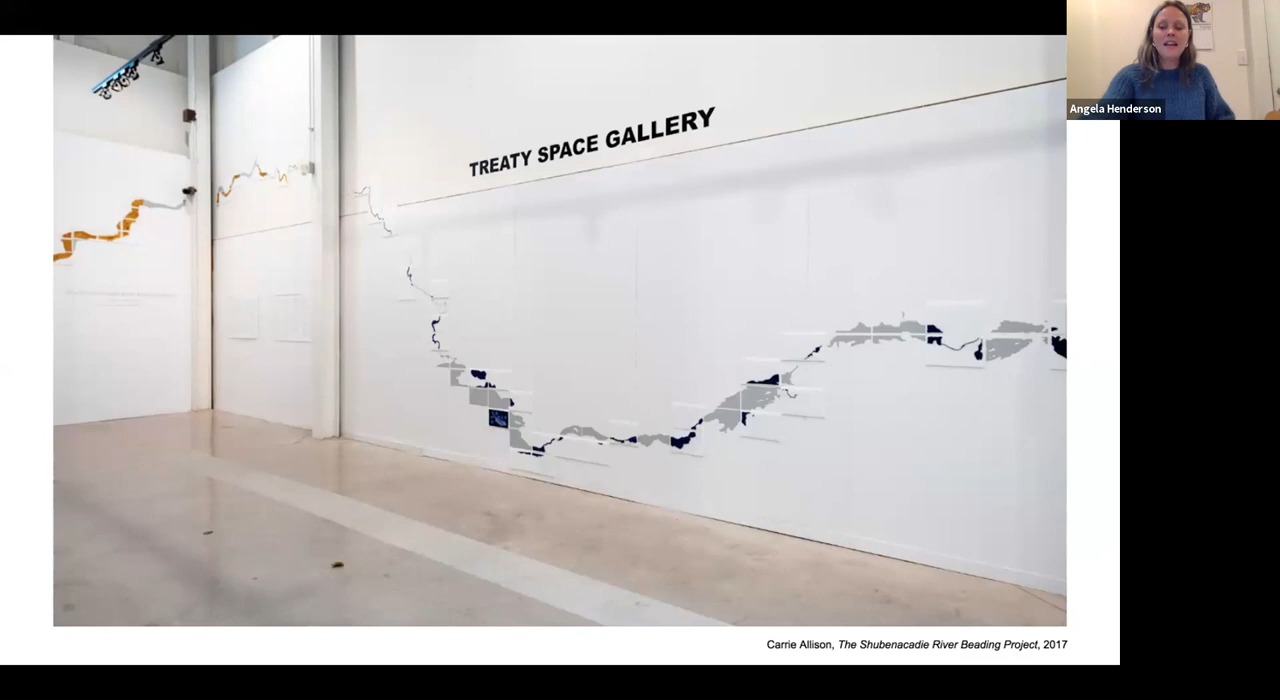 TREATY SPACE GALLERY
Angela Henderson
Carrie Allison, The Shubenacadie River Beading Project, 2017